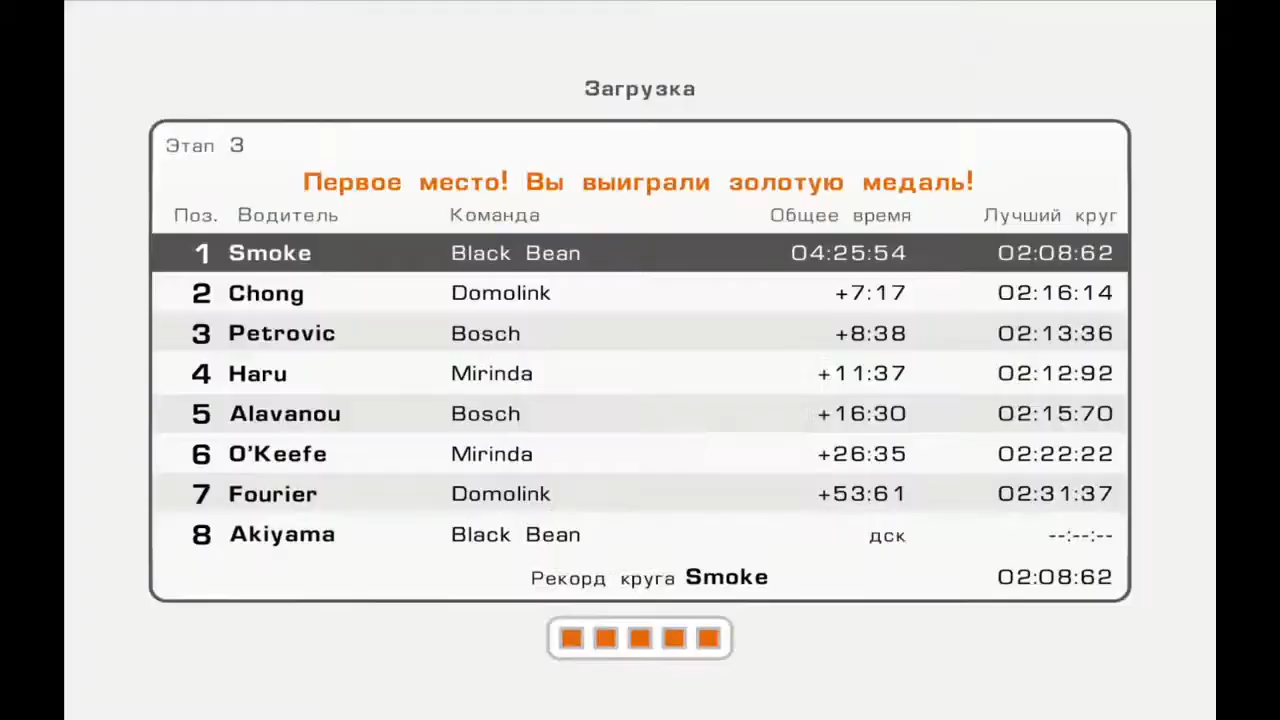 Загрузка
Этап 3
Первое место! Вы выиграли золотую медаль!
Поз. Водитель Команда Общее время Лучший круг
1 Smoke Black Bean 04:25:54 02:08:62
2 Chong Domolink +7:17 02:16:14
3 Petrovic Bosch +8:38 02:13:36
4 Haru Mirinda +11:37 02:12:92
5 Alavanou Bosch +16:30 02:15:70
6 O'Keefe Mirinda +26:35 02:22:22
7 Fourier Domolink +53:61 02:31:37
8 Akiyama Black Bean дск --:--:--
Рекорд круга Smoke 02:08:62